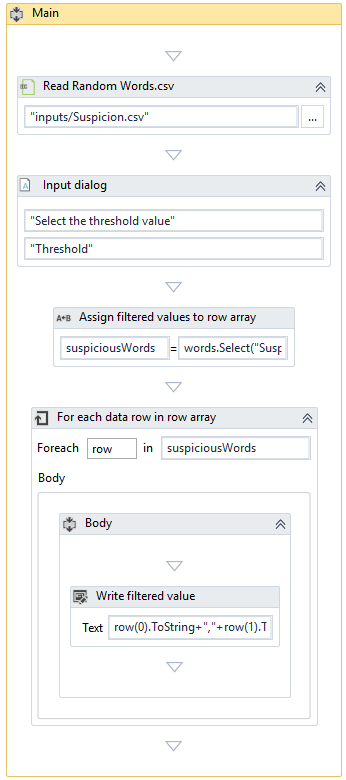 Main
Read Random Words.csv
"inputs/Suspicion.csv"
...
Input dialog
"Select the threshold value"
"Threshold"
A+B Assign filtered values to row array
suspiciousWords = words.Select("Susp
For each data row in row array
Foreach row in suspiciousWords
Body
Body
Write filtered value
Text row(0).ToString+","+row(1).T